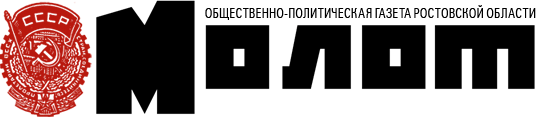 СССР
ОБЩЕСТВЕННО-ПОЛИТИЧЕСКАЯ ГАЗЕТА РОСТОВСКОЙ ОБЛАСТИ
Молот